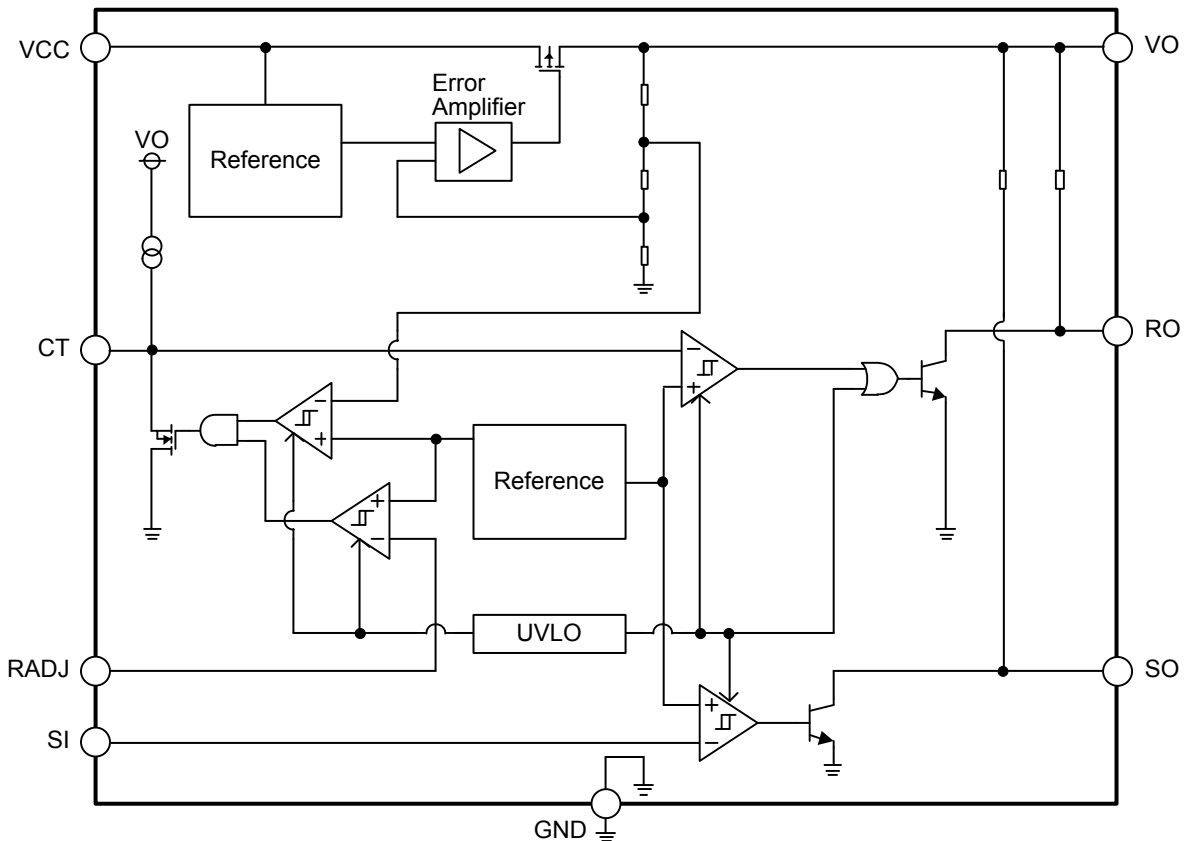 VCC
VO
Error
Amplifier
VO
Reference
CT
RO
−
+
−
+
Reference
+
−
UVLO
RADJ
SO
+
−
SI
GND